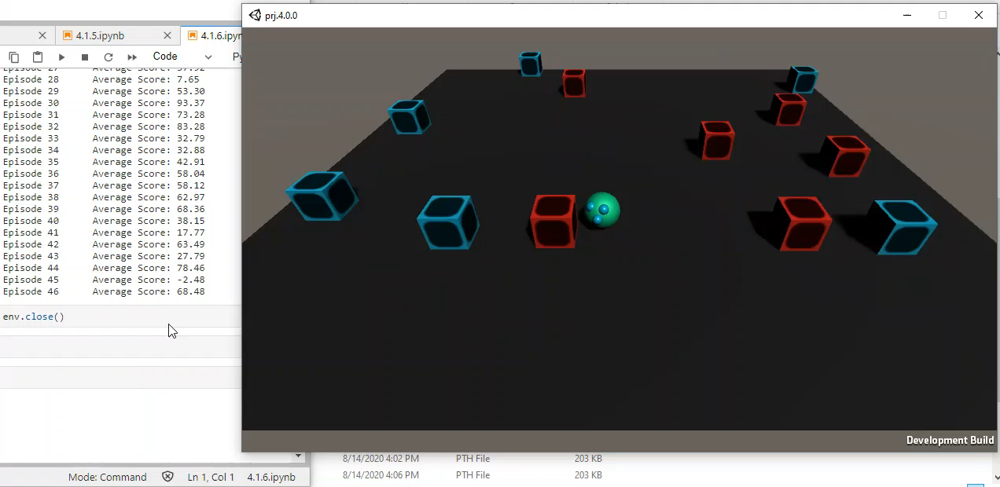 prj.4.0.0
4.1.5.ipynb
4.1.6.ipyn
Code
Episode 27 Average Score: 37.92
Episode 28 Average Score: 7.65
Episode 29 Average Score: 53.30
Episode 30 Average Score: 93.37
Episode 31 Average Score: 73.28
Episode 32 Average Score: 83.28
Episode 33 Average Score: 32.79
Episode 34 Average Score: 32.88
Episode 35 Average Score: 42.91
Episode 36 Average Score: 58.04
Episode 37 Average Score: 58.12
Episode 38 Average Score: 62.97
Episode 39 Average Score: 68.36
Episode 40 Average Score: 38.15
Episode 41 Average Score: 17.77
Episode 42 Average Score: 63.49
Episode 43 Average Score: 27.79
Episode 44 Average Score: 78.46
Episode 45 Average Score: -2.48
Episode 46 Average Score: 68.48
env.close()
Development Build
8/14/2020 4:02 PM PTH File 203 KB
8/14/2020 4:06 PM PTH File 203 KB
Mode: Command Ln 1, Col 1 4.1.6.ipynb